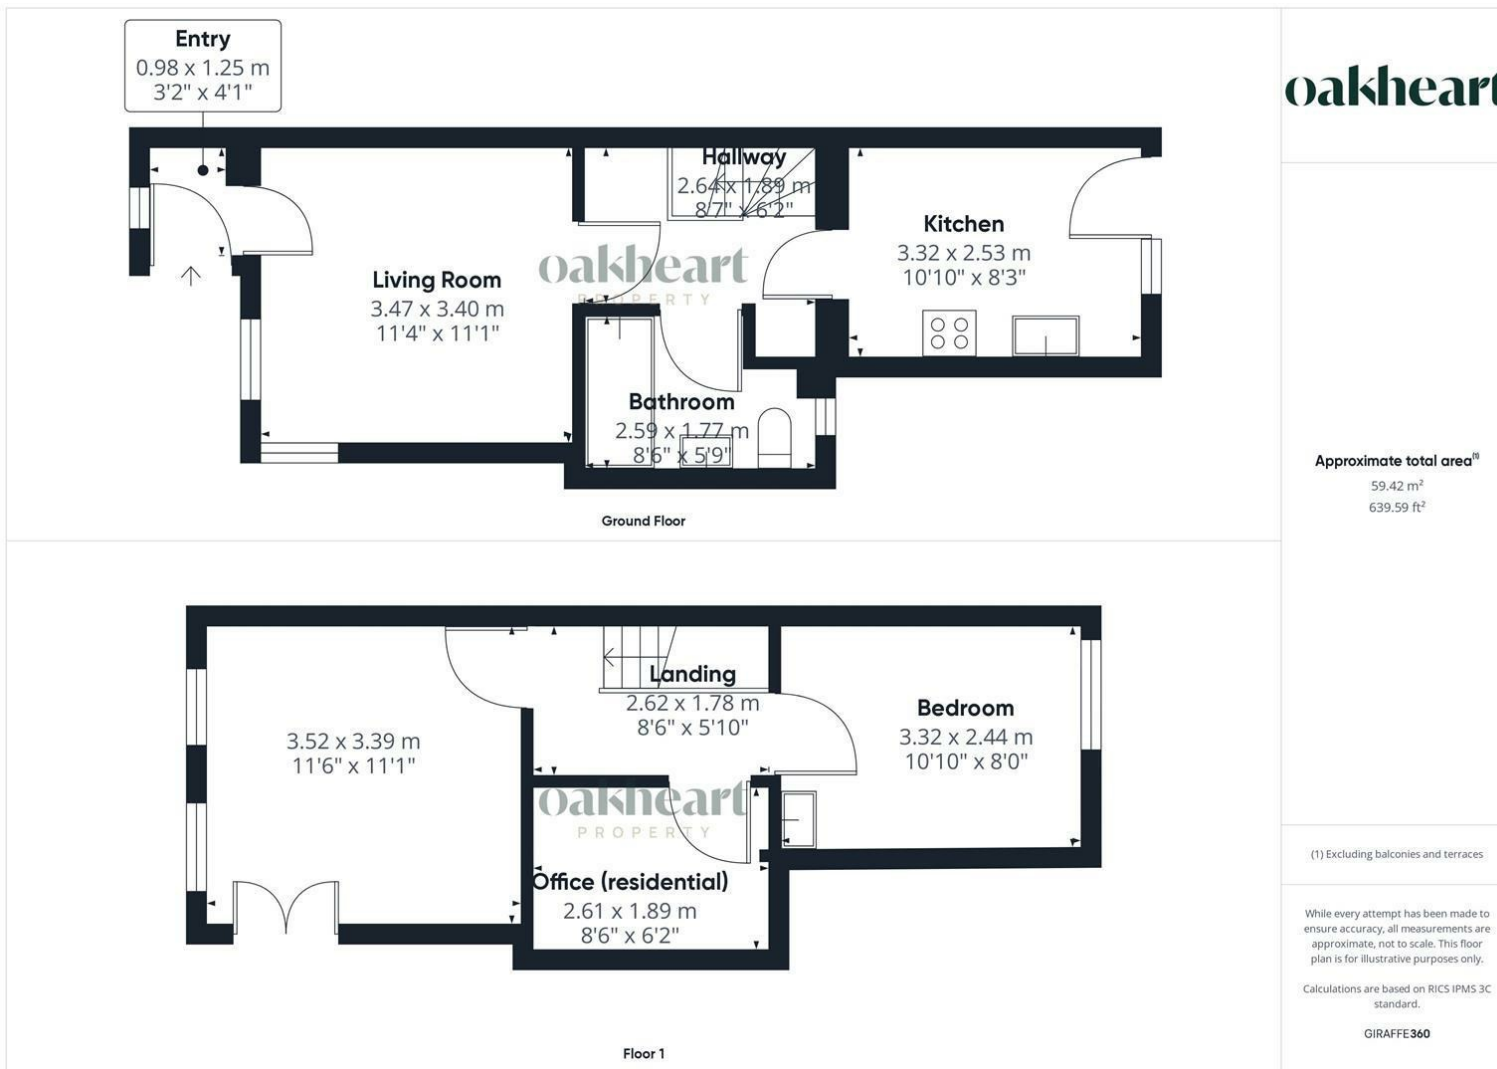 Entry
0.98 x 1.25 m
3'2" x 4'1"
Hallway
2.64 x 1.89 m
8'7" x 6'2"
Kitchen
3.32 x 2.53 m
10'10" x 8'3"
Living Room
3.47 x 3.40 m
11'4" x 11'1"
oakheart
PROPERTY
Bathroom
2.59 x 1.77 m
8'6" x 5'9"
Ground Floor
Landing
2.62 x 1.78 m
8'6" x 5'10"
Bedroom
3.32 x 2.44 m
10'10" x 8'0"
3.52 x 3.39 m
11'6" x 11'1"
oakheart
PROPERTY
Office (residential)
2.61 x 1.89 m
8'6" x 6'2"
Floor 1
oakheart
Approximate total area(1)
59.42 m²
639.59 ft²
(1) Excluding balconies and terraces
While every attempt has been made to
ensure accuracy, all measurements are
approximate, not to scale. This floor
plan is for illustrative purposes only.
Calculations are based on RICS IPMS 3C
standard.
GIRAFFE360